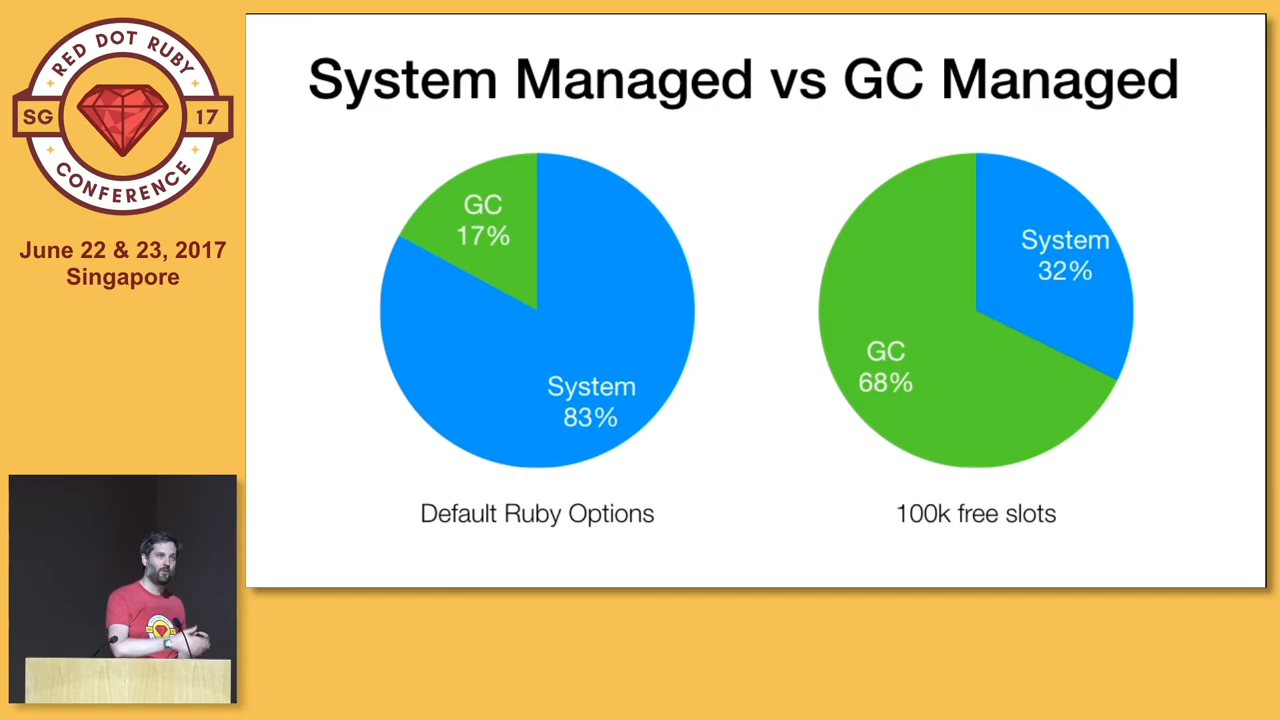 RED DOT RUBY
SG 17
CONFERENCE
June 22 & 23, 2017
Singapore
System Managed vs GC Managed
GC
17%
System
83%
Default Ruby Options
System
32%
GC
68%
100k free slots